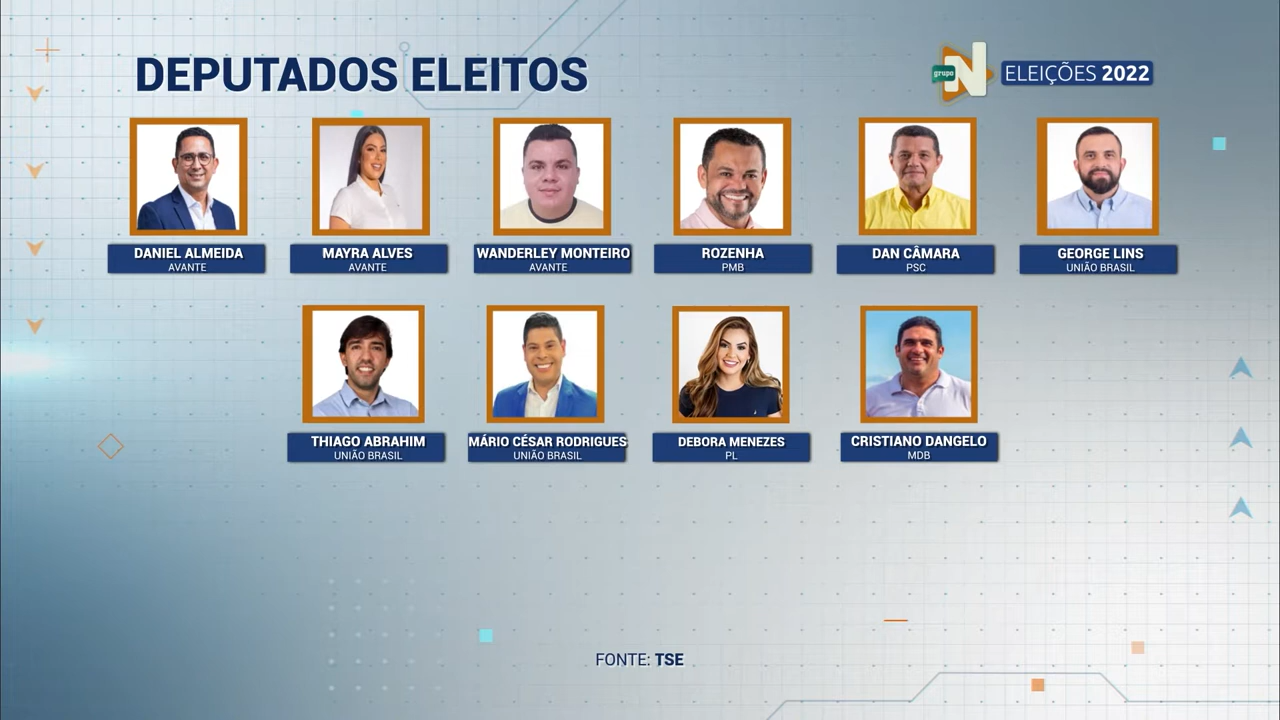 DEPUTADOS ELEITOS
grupo N ELEIÇÕES 2022
DANIEL ALMEIDA
AVANTE
MAYRA ALVES
AVANTE
WANDERLEY MONTEIRO
AVANTE
ROZENHA
PMB
DAN CÂMARA
PSC
GEORGE LINS
UNIÃO BRASIL
THIAGO ABRAHIM
UNIÃO BRASIL
MÁRIO CÉSAR RODRIGUES
UNIÃO BRASIL
DEBORA MENEZES
PL
CRISTIANO DANGELO
MDB
FONTE: TSE